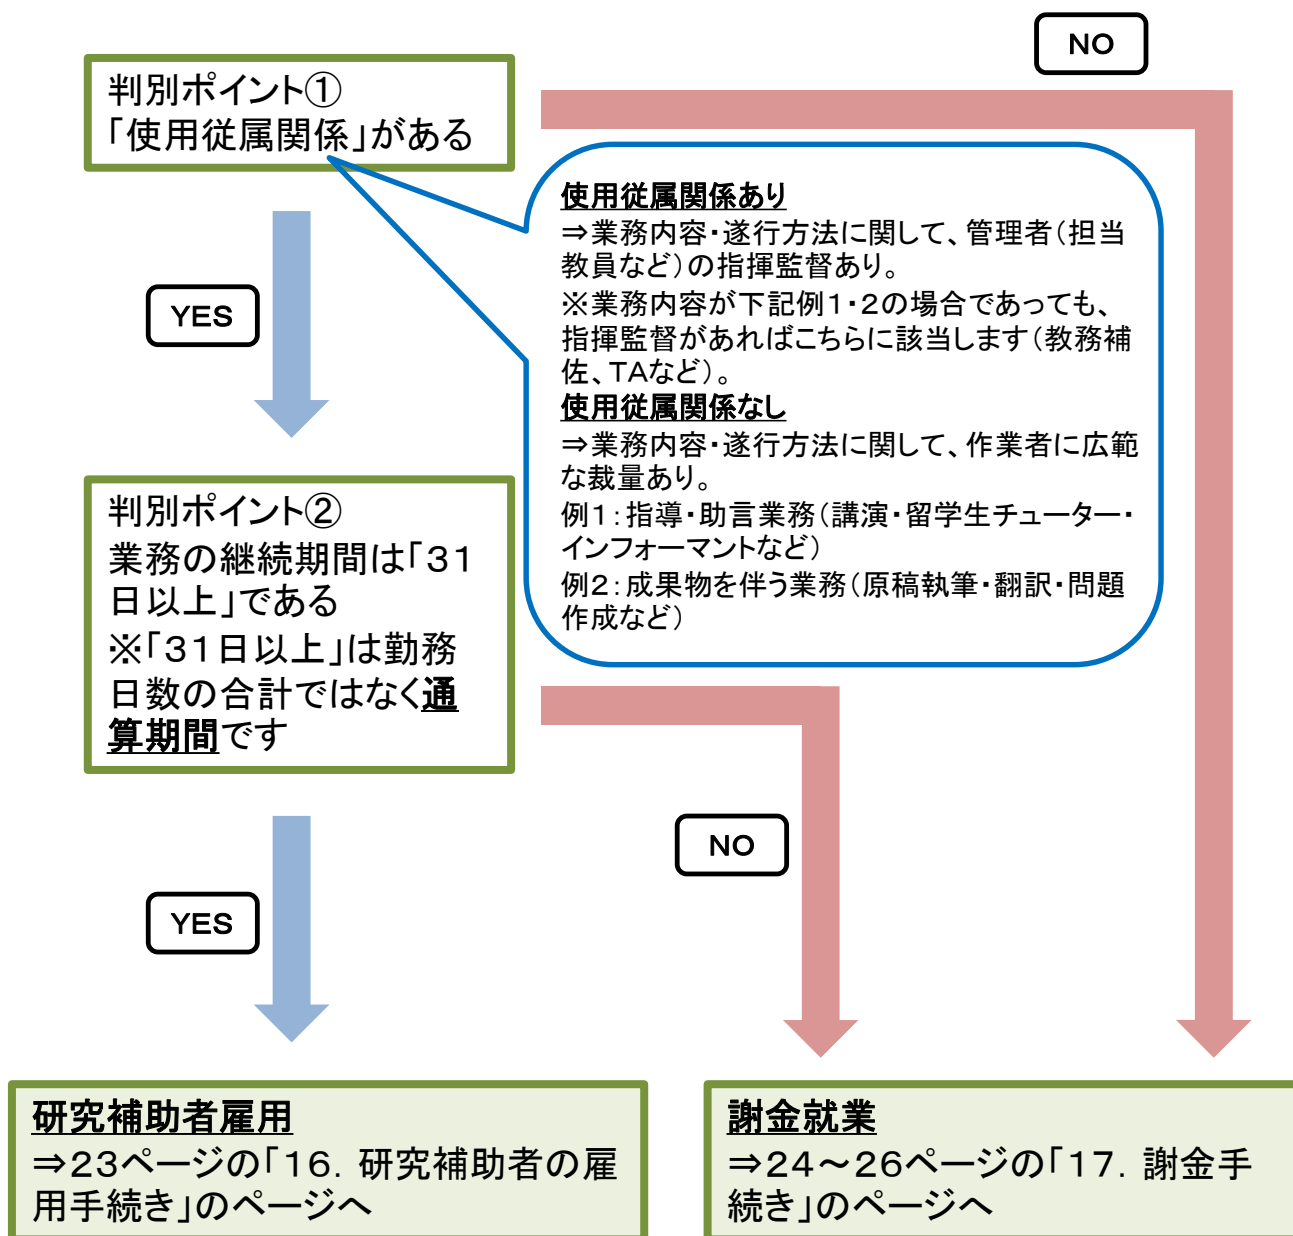 NO
判別ポイント①
「使用従属関係」がある
使用従属関係あり
⇒業務内容・遂行方法に関して、管理者(担当
教員など)の指揮監督あり。
※業務内容が下記例1・2の場合であっても、
指揮監督があればこちらに該当します(教務補
佐、TAなど)。
使用従属関係なし
⇒業務内容・遂行方法に関して、作業者に広範
な裁量あり。
例1:指導・助言業務(講演・留学生チューター・
インフォーマントなど)
例2:成果物を伴う業務(原稿執筆・翻訳・問題
作成など)
YES
判別ポイント②
業務の継続期間は「31
日以上」である
※「31日以上」は勤務
日数の合計ではなく通
算期間です
NO
YES
研究補助者雇用
⇒23ページの「16. 研究補助者の雇
用手続き」のページへ
謝金就業
⇒24~26ページの「17. 謝金手
続き」のページへ